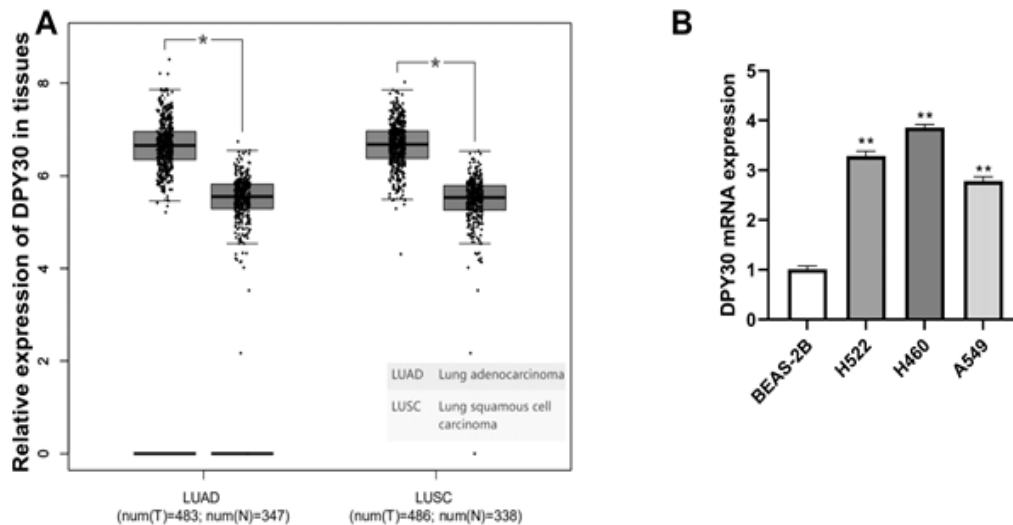 A
Relative expression of DPY30 in tissues
8
6
4
2
0
*
*
LUAD Lung adenocarcinoma
LUSC Lung squamous cell
carcinoma
LUAD
(num(T)=483; num(N)=347)
LUSC
(num(T)=486; num(N)=338)
B
DPY30 mRNA expression
5
4
3
2
1
0
**
**
**
BEAS-2B
H522
H460
A549